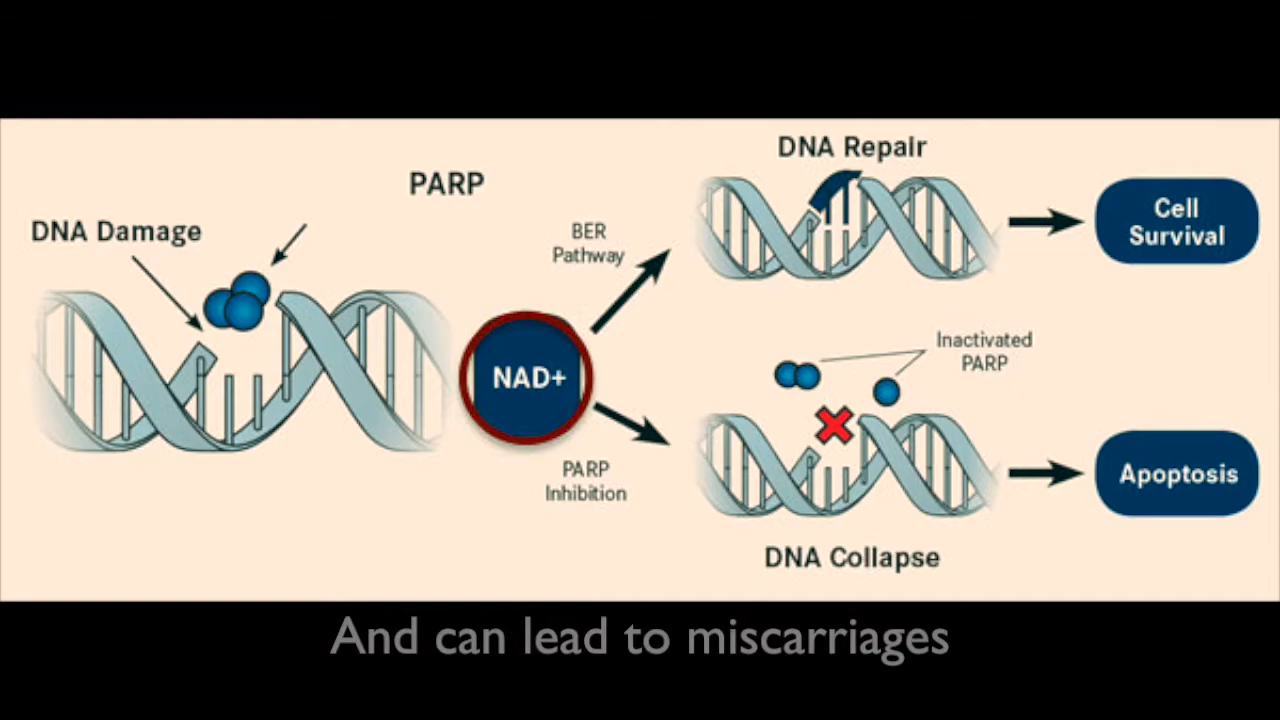 PARP
DNA Damage
NAD+
BER
Pathway
DNA Repair
Cell
Survival
PARP
Inhibition
Inactivated
PARP
DNA Collapse
Apoptosis
And can lead to miscarriages